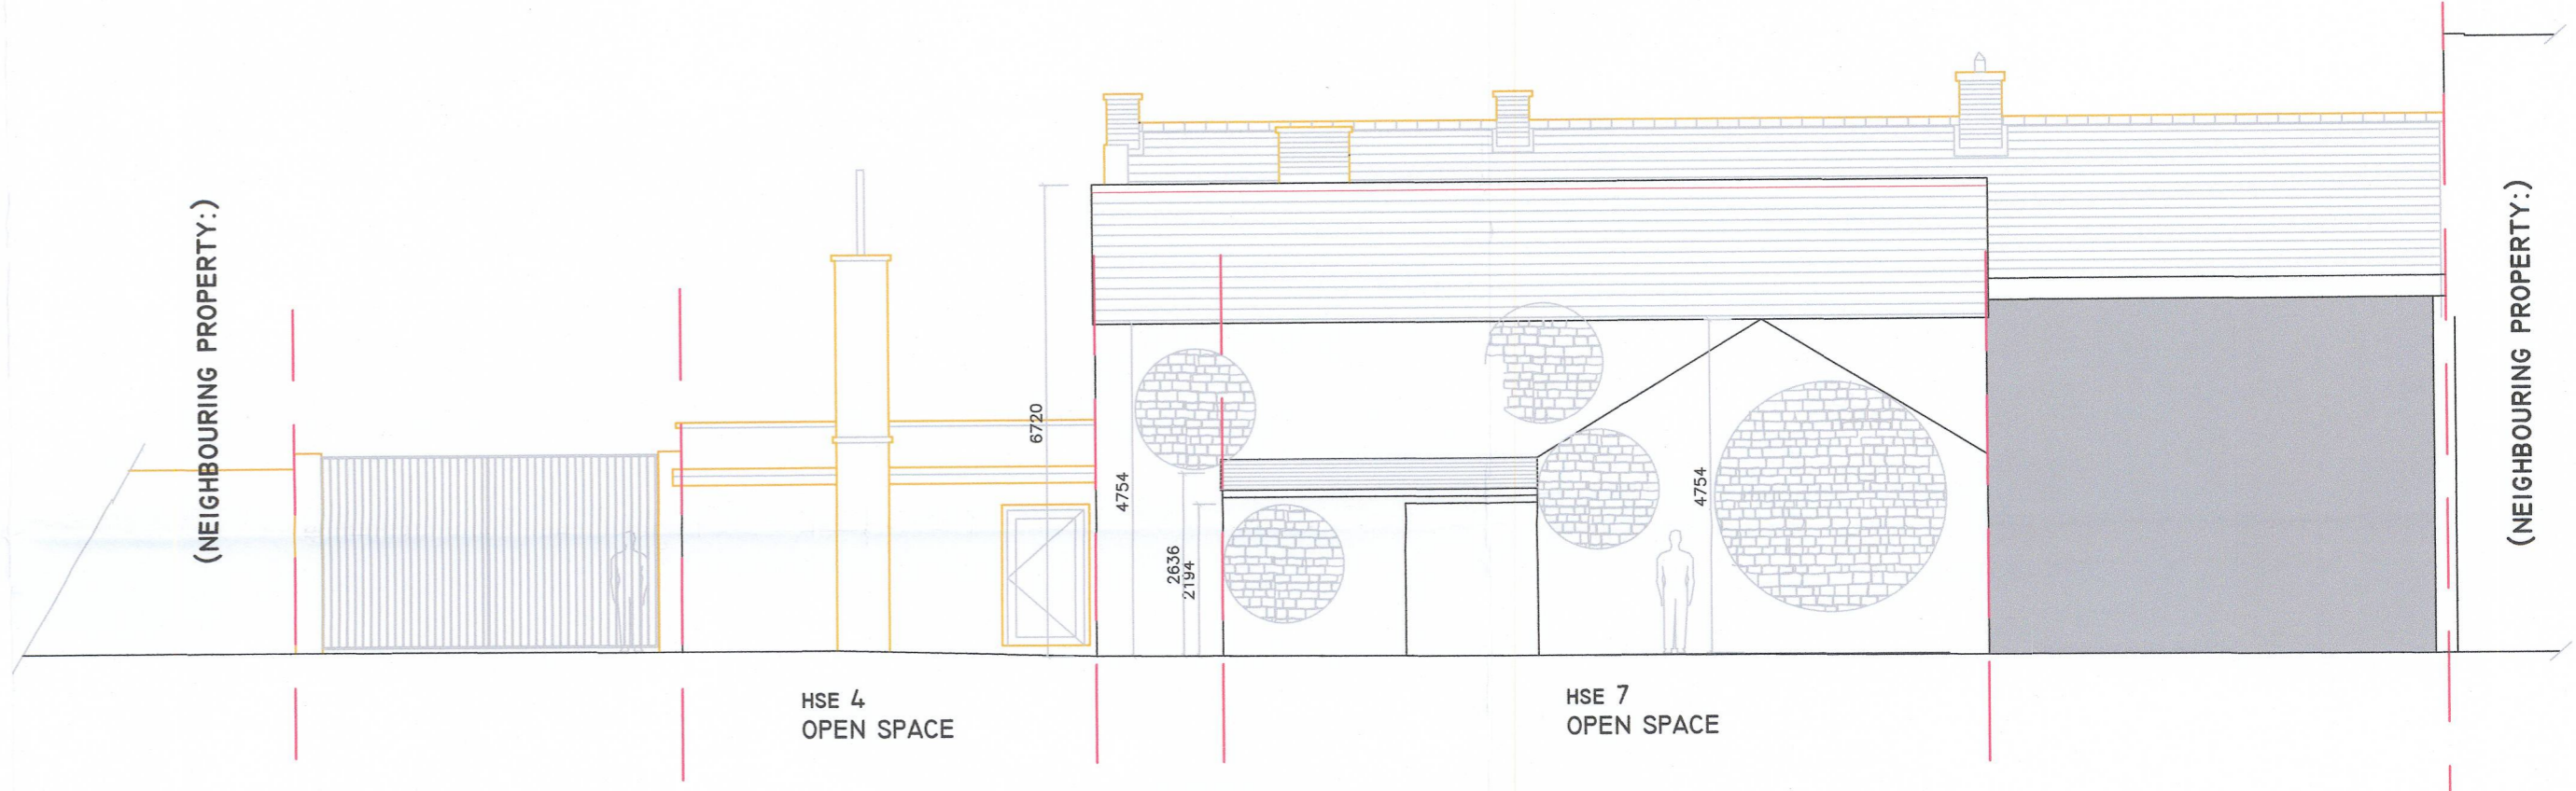 (NEIGHBOURING PROPERTY:)
6720
4754
2636
2194
4754
(NEIGHBOURING PROPERTY:)
HSE 4
OPEN SPACE
HSE 7
OPEN SPACE